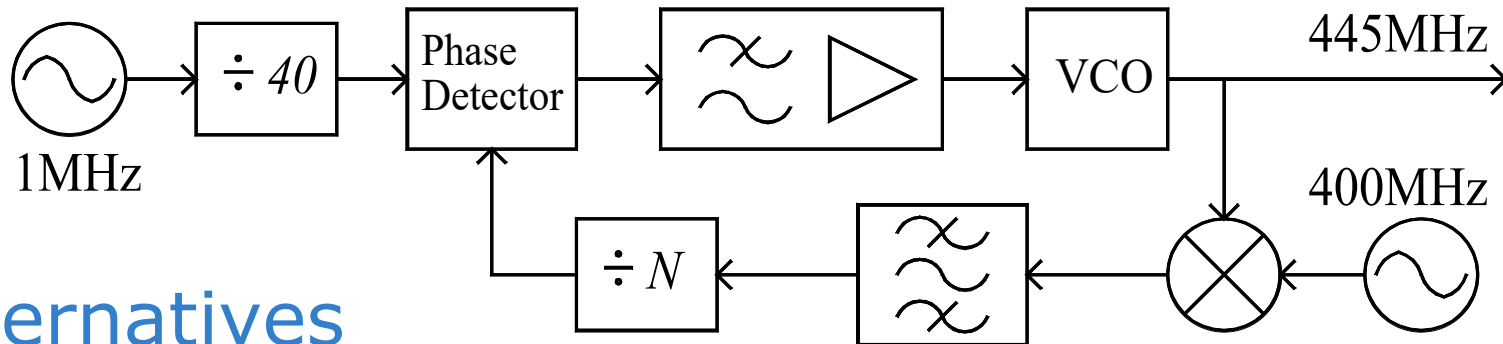 445MHz
÷ 40
Phase
Detector
VCO
1MHz
400MHz
÷ N
ernatives